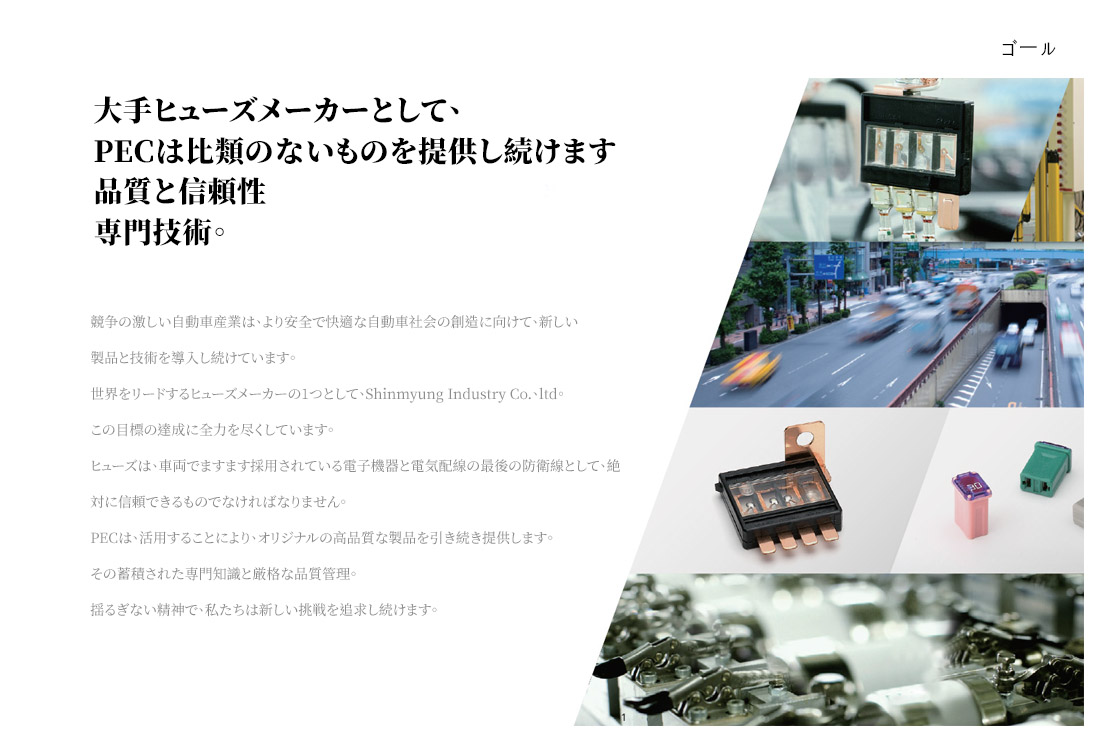 ゴール
大手ヒューズメーカーとして、
PECは比類のないものを提供し続けます
品質と信頼性
専門技術。
競争の激しい自動車産業は、より安全で快適な自動車社会の創造に向けて、新しい
製品と技術を導入し続けています。
世界をリードするヒューズメーカーの1つとして、Shinmyung Industry Co.、ltd。
この目標の達成に全力を尽くしています。
ヒューズは、車両でますます採用されている電子機器と電気配線の最後の防衛線として、絶
対に信頼できるものでなければなりません。
PECは、活用することにより、オリジナルの高品質な製品を引き続き提供します。
その蓄積された専門知識と厳格な品質管理。
揺るぎない精神で、私たちは新しい挑戦を追求し続けます。
30
1